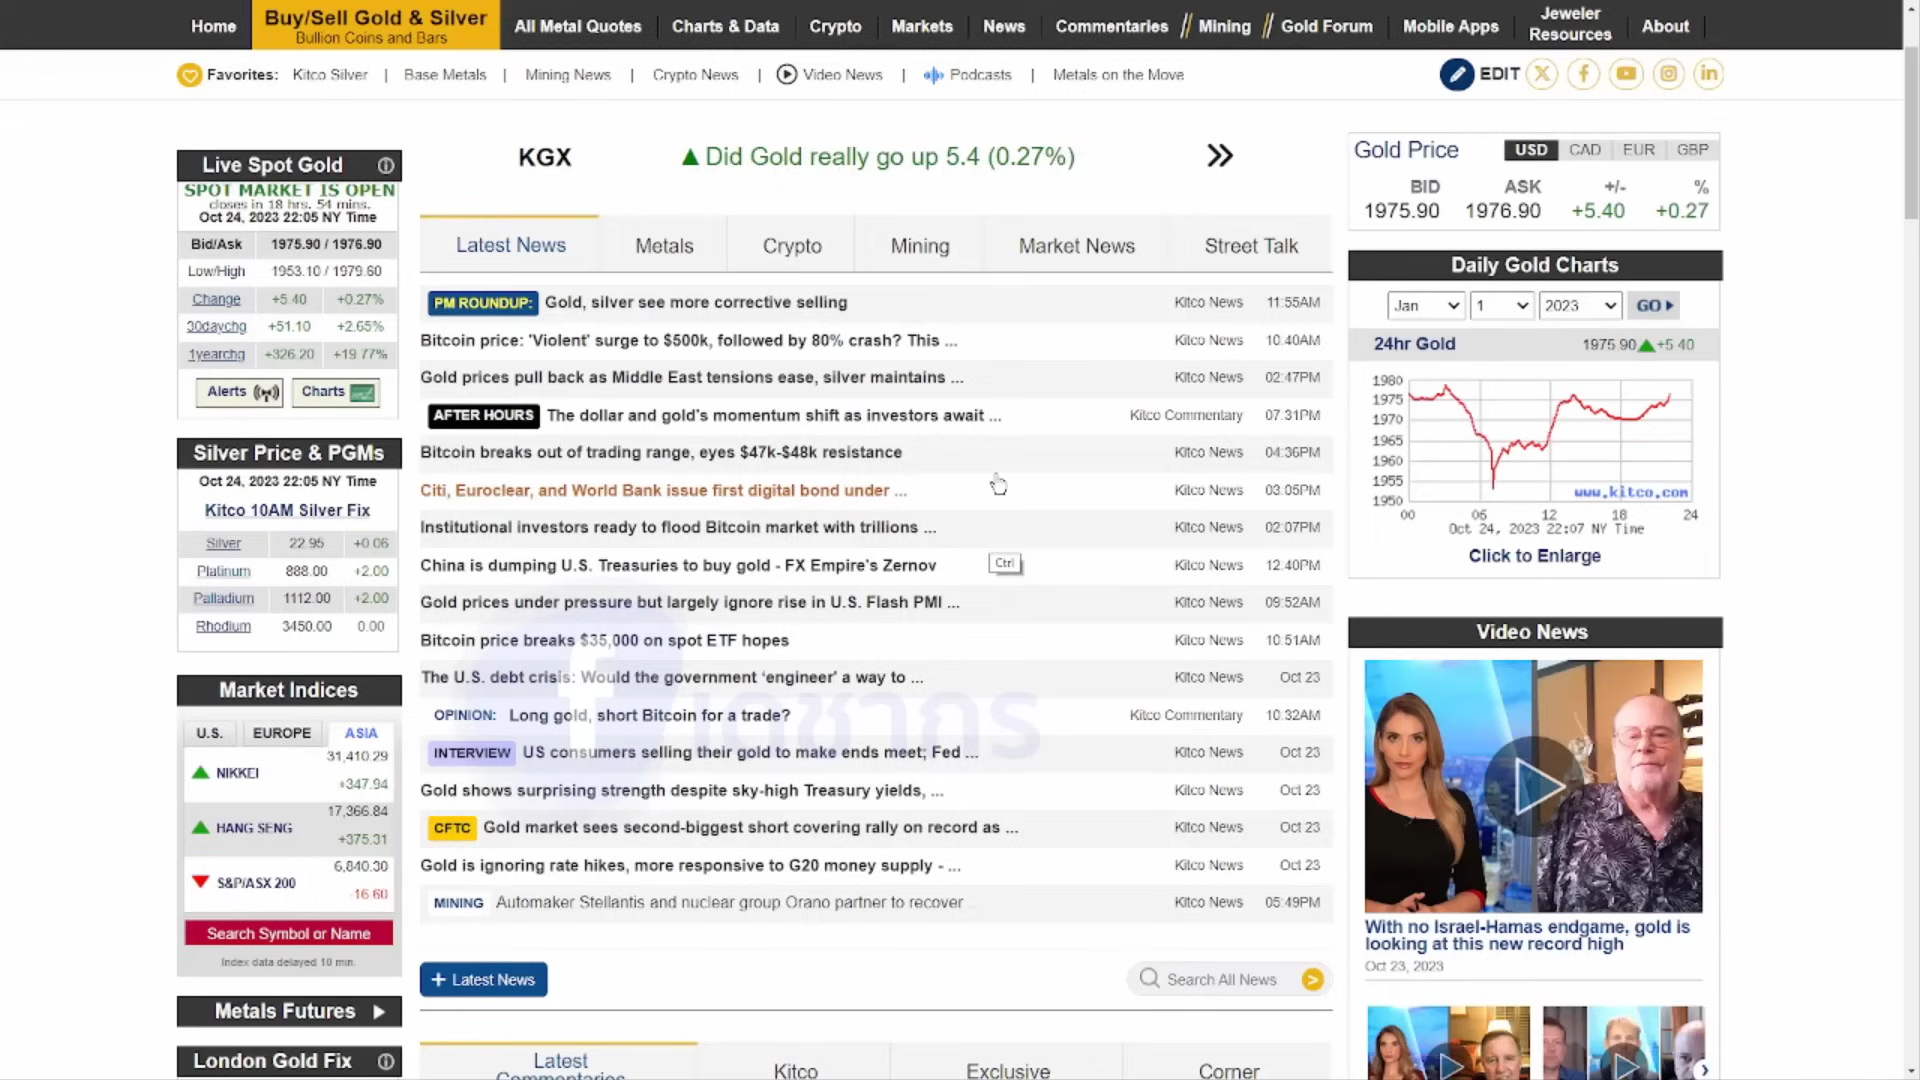 Home
Buy/Sell Gold & Silver
Bullion Coins and Bars
All Metal Quotes
Charts & Data
Crypto
Markets
News
Commentaries
Mining
Gold Forum
Mobile Apps
Jeweler
Resources
About
Favorites: Kitco Silver | Base Metals | Mining News | Crypto News | Video News | Podcasts Metals on the Move
EDIT
Live Spot Gold
SPOT MARKET IS OPEN
closes in 18 hrs. 54 mins.
Oct 24, 2023 22:05 NY Time
Bid/Ask 1975.90 / 1976.90
Low/High 1953.10 / 1979.60
Change +5.40 +0.27%
30daychg +51.10 +2.65%
1yearchg +326.20 +19.77%
Alerts Charts
Silver Price & PGMs
Oct 24, 2023 22:05 NY Time
Kitco 10AM Silver Fix
Silver 22.95 +0.06
Platinum 888.00 +2.00
Palladium 1112.00 +2.00
Rhodium 3450.00 0.00
Market Indices
U.S. EUROPE ASIA
31,410.29
NIKKEI
+347.94
17,366.84
HANG SENG
+375.31
6,840.30
S&P/ASX 200
-16.60
Search Symbol or Name
Index data delayed 10 min.
Metals Futures
London Gold Fix
KGX
Did Gold really go up 5.4 (0.27%)
Latest News Metals Crypto Mining Market News Street Talk
PM ROUNDUP: Gold, silver see more corrective selling Kitco News 11:55AM
Bitcoin price: 'Violent' surge to $500k, followed by 80% crash? This ... Kitco News 10:40AM
Gold prices pull back as Middle East tensions ease, silver maintains ... Kitco News 02:47PM
AFTER HOURS The dollar and gold's momentum shift as investors await ... Kitco Commentary 07:31PM
Bitcoin breaks out of trading range, eyes $47k-$48k resistance Kitco News 04:36PM
Citi, Euroclear, and World Bank issue first digital bond under ... Kitco News 03:05PM
Institutional investors ready to flood Bitcoin market with trillions ... Kitco News 02:07PM
China is dumping U.S. Treasuries to buy gold - FX Empire's Zernov Kitco News 12:40PM
Ctrl
Gold prices under pressure but largely ignore rise in U.S. Flash PMI ... Kitco News 09:52AM
Bitcoin price breaks $35,000 on spot ETF hopes Kitco News 10:51AM
The U.S. debt crisis: Would the government ‘engineer’ a way to ... Kitco News Oct 23
OPINION: Long gold, short Bitcoin for a trade? Kitco Commentary 10:32AM
เดชากร
INTERVIEW US consumers selling their gold to make ends meet; Fed ... Kitco News Oct 23
Gold shows surprising strength despite sky-high Treasury yields, ... Kitco News Oct 23
CFTC Gold market sees second-biggest short covering rally on record as ... Kitco News Oct 23
Gold is ignoring rate hikes, more responsive to G20 money supply - ... Kitco News Oct 23
MINING Automaker Stellantis and nuclear group Orano partner to recover Kitco News 05:49PM
+ Latest News
Search All News
Latest
Commentaries
Kitco
Exclusive
Corner
Gold Price USD CAD EUR GBP
BID ASK +/- %
1975.90 1976.90 +5.40 +0.27
Daily Gold Charts
Jan 1 2023 GO
24hr Gold 1975.90 +5.40
1980
1975
1970
1965
1960
1955
1950
www.kitco.com
00 06 12 18 24
Oct 24, 2023 22:07 NY Time
Click to Enlarge
Video News
With no Israel-Hamas endgame, gold is
looking at this new record high
Oct 23, 2023